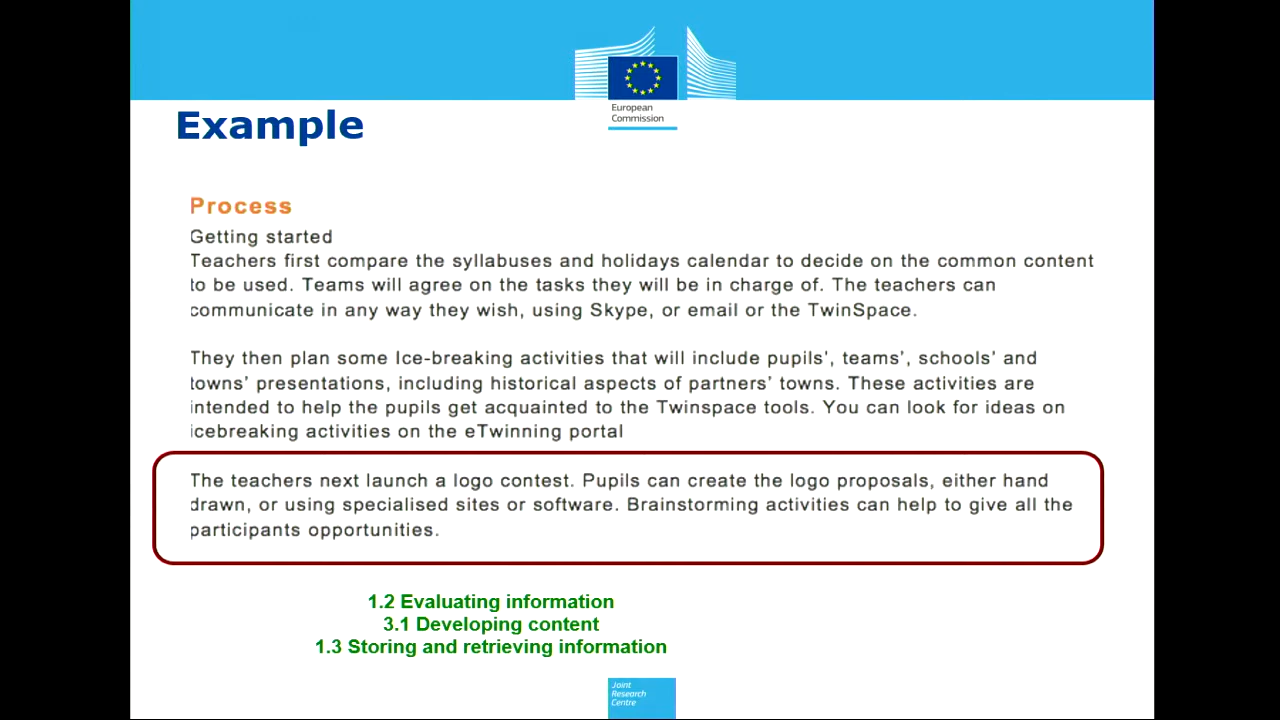 European
Commission
Example
Process
Getting started
Teachers first compare the syllabuses and holidays calendar to decide on the common content
to be used. Teams will agree on the tasks they will be in charge of. The teachers can
communicate in any way they wish, using Skype, or email or the TwinSpace.
They then plan some Ice-breaking activities that will include pupils’, teams’, schools’ and
towns’ presentations, including historical aspects of partners’ towns. These activities are
intended to help the pupils get acquainted to the Twinspace tools. You can look for ideas on
icebreaking activities on the eTwinning portal
The teachers next launch a logo contest. Pupils can create the logo proposals, either hand
drawn, or using specialised sites or software. Brainstorming activities can help to give all the
participants opportunities.
1.2 Evaluating information
3.1 Developing content
1.3 Storing and retrieving information
Joint
Research
Centre